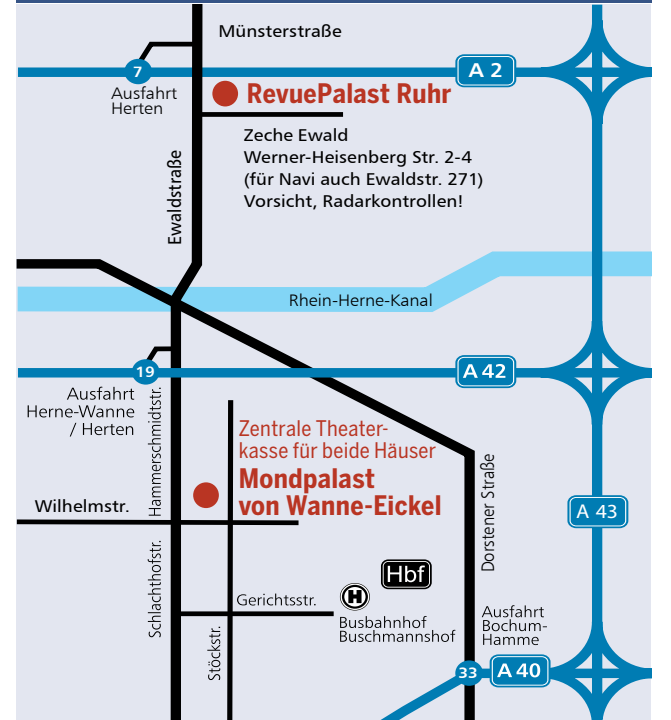 Münsterstraße
7
A 2
Ausfahrt
Herten
RevuePalast Ruhr
Zeche Ewald
Werner-Heisenberg Str. 2-4
(für Navi auch Ewaldstr. 271)
Vorsicht, Radarkontrollen!
Ewaldstraße
Rhein-Herne-Kanal
19
A 42
Ausfahrt
Herne-Wanne
/ Herten
Hammerschmidtstr.
Zentrale Theater-
kasse für beide Häuser
Mondpalast
von Wanne-Eickel
Wilhelmstr.
Dorstener Straße
A 43
Schlachthofstr.
Hbf
H
Gerichtsstr.
Busbahnhof
Buschmannshof
Stöckstr.
Ausfahrt
Bochum-
Hamme
33
A 40